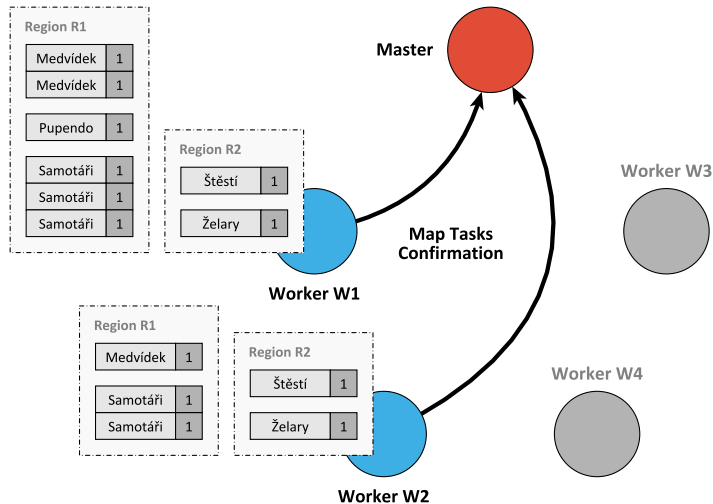 Region R1
Medvídek 1
Medvídek 1
Pupendo 1
Samotáři 1
Samotáři 1
Samotáři 1
Region R2
Štěstí 1
Želary 1
Master
Worker W3
Map Tasks
Confirmation
Worker W1
Region R1
Medvídek 1
Samotáři 1
Samotáři 1
Region R2
Štěstí 1
Želary 1
Worker W4
Worker W2